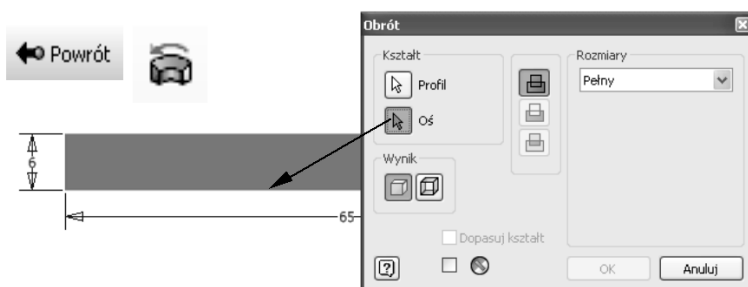 Powrót
6
65
Obrót
Kształt
Profil
Oś
Wynik
Dopasuj kształt
Rozmiary
Pełny
OK
Anuluj